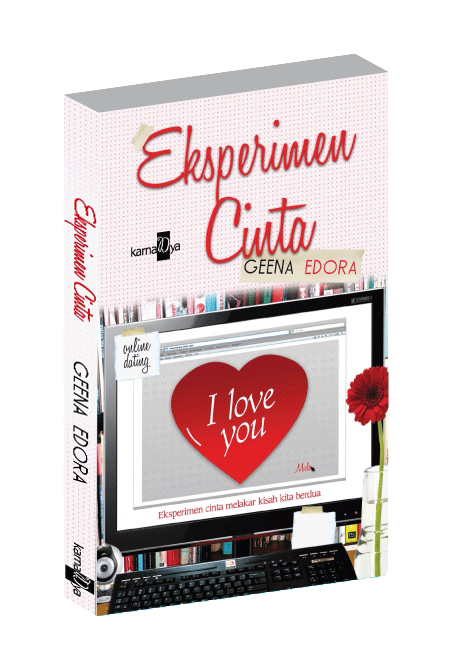 Eksperimen
Cinta
karnaDya
GEENA EDORA
online
dating
I love
you
Eksperimen cinta melakar kisah kita berdua
Eksperimen Cinta
GEENA EDORA
karnaDya